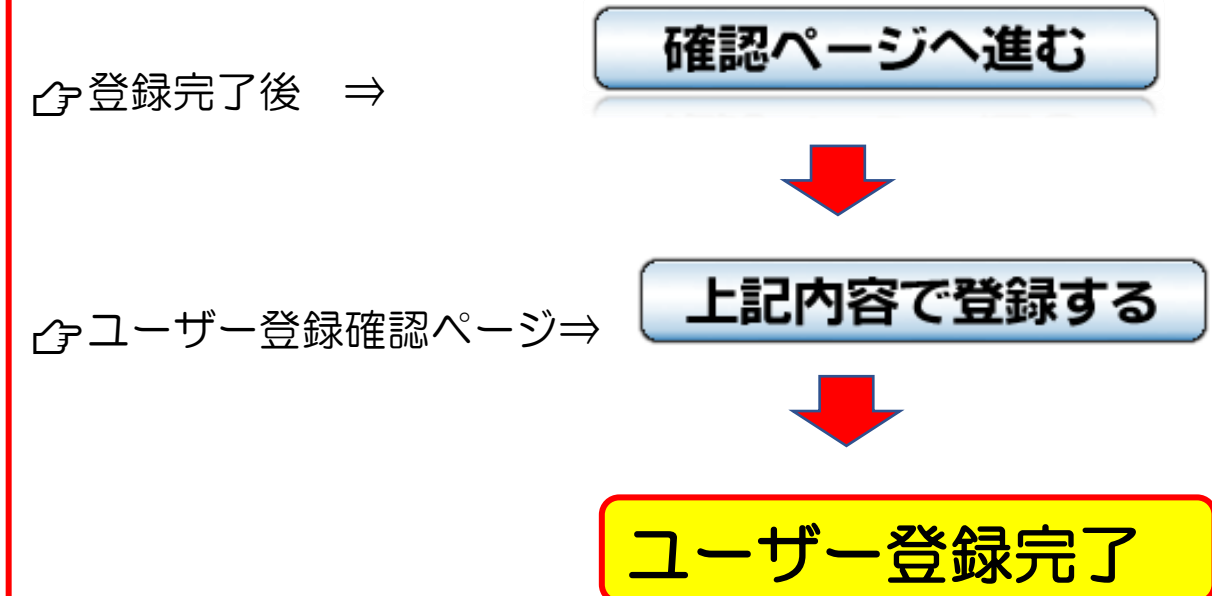 確認ページへ進む
👉登録完了後　⇒
上記内容で登録する
👉ユーザー登録確認ページ⇒
ユーザー登録完了